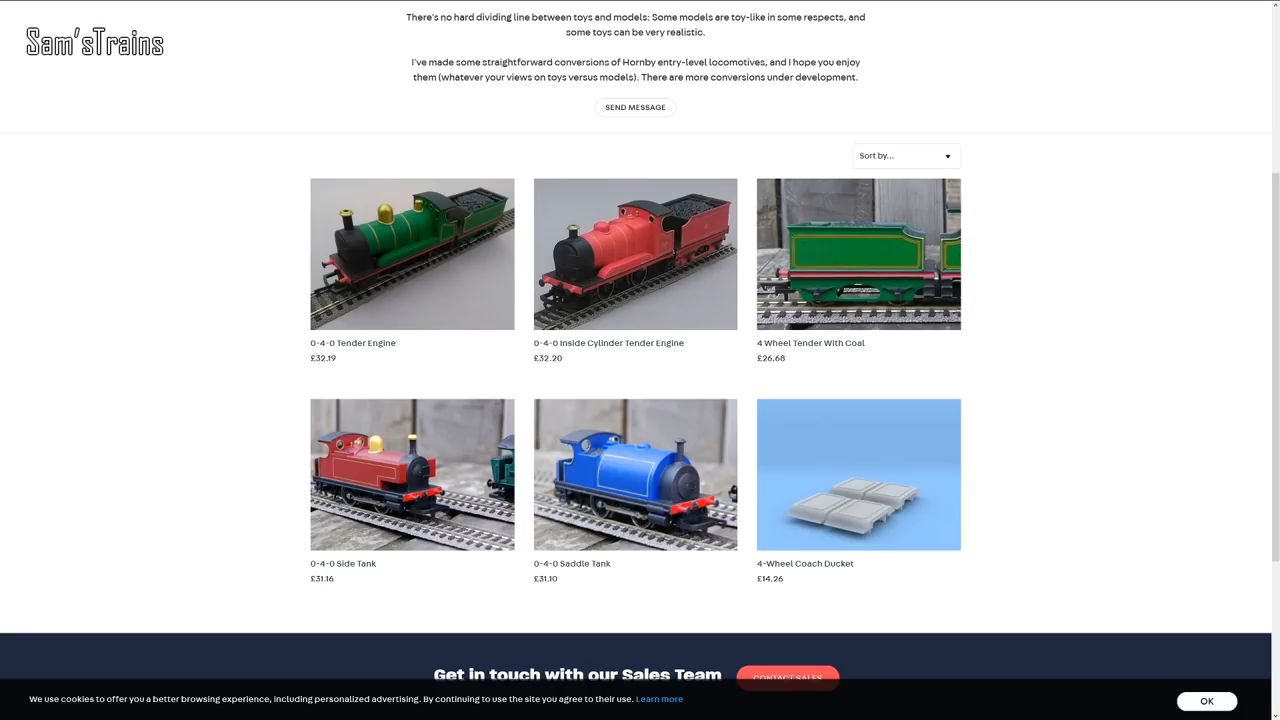 There's no hard dividing line between toys and models: Some models are toy-like in some respects, and
some toys can be very realistic.
Sam'sTrains
I've made some straightforward conversions of Hornby entry-level locomotives, and I hope you enjoy
them (whatever your views on toys versus models). There are more conversions under development.
SEND MESSAGE
Sort by...
0-4-0 Tender Engine
£32.19
0-4-0 Inside Cylinder Tender Engine
£32.20
4 Wheel Tender With Coal
£26.68
0-4-0 Side Tank
£31.16
0-4-0 Saddle Tank
£31.10
4-Wheel Coach Ducket
£14.26
Get in touch with our Sales Team
CONTACT SALES
We use cookies to offer you a better browsing experience, including personalized advertising. By continuing to use the site you agree to their use. Learn more
OK